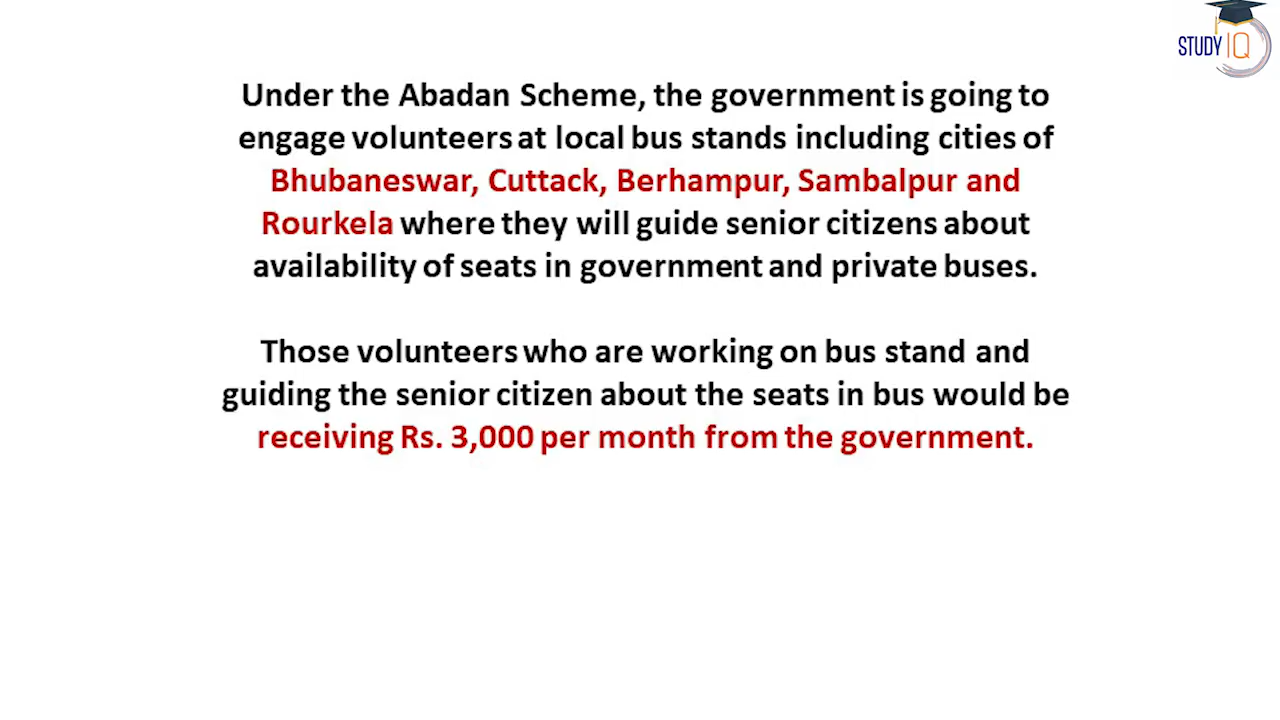 STUDY IQ
Under the Abadan Scheme, the government is going to
engage volunteers at local bus stands including cities of
Bhubaneswar, Cuttack, Berhampur, Sambalpur and
Rourkela where they will guide senior citizens about
availability of seats in government and private buses.
Those volunteers who are working on bus stand and
guiding the senior citizen about the seats in bus would be
receiving Rs. 3,000 per month from the government.